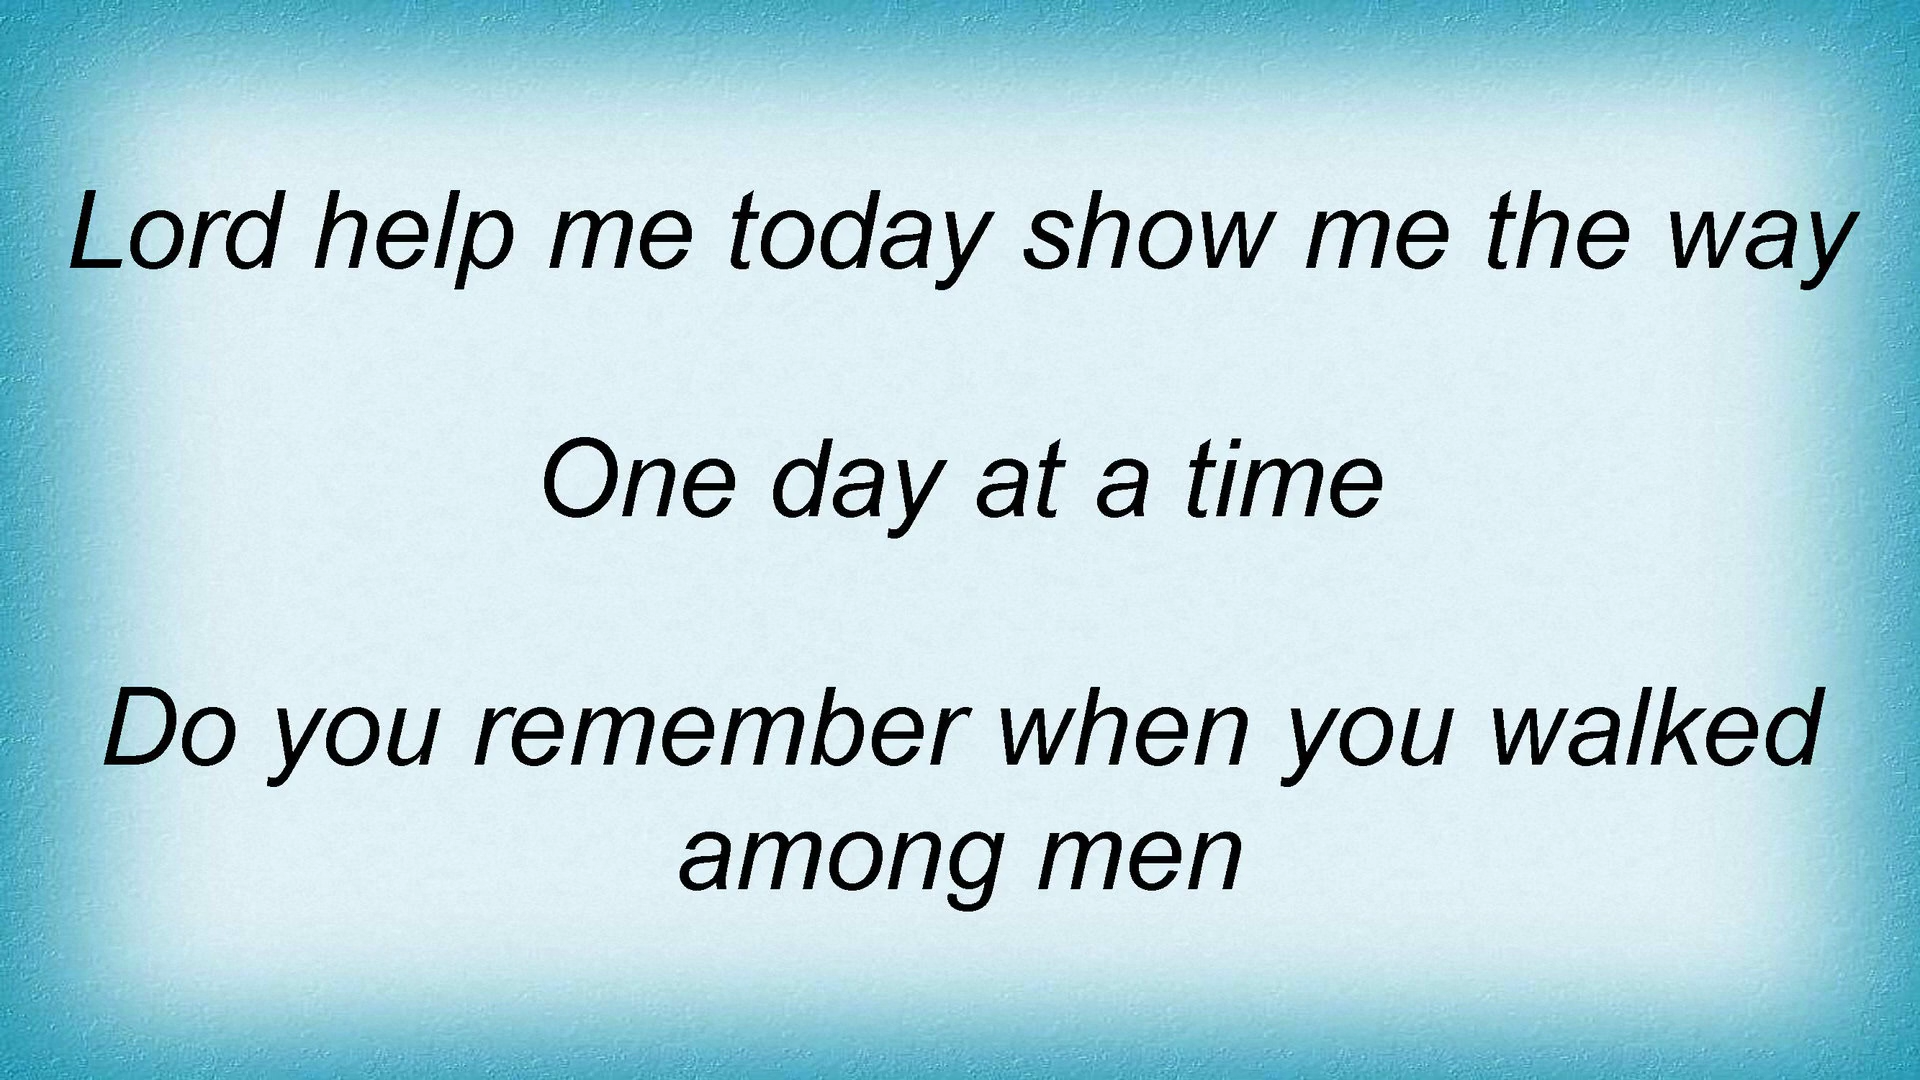 Lord help me today show me the way
One day at a time
Do you remember when you walked
among men